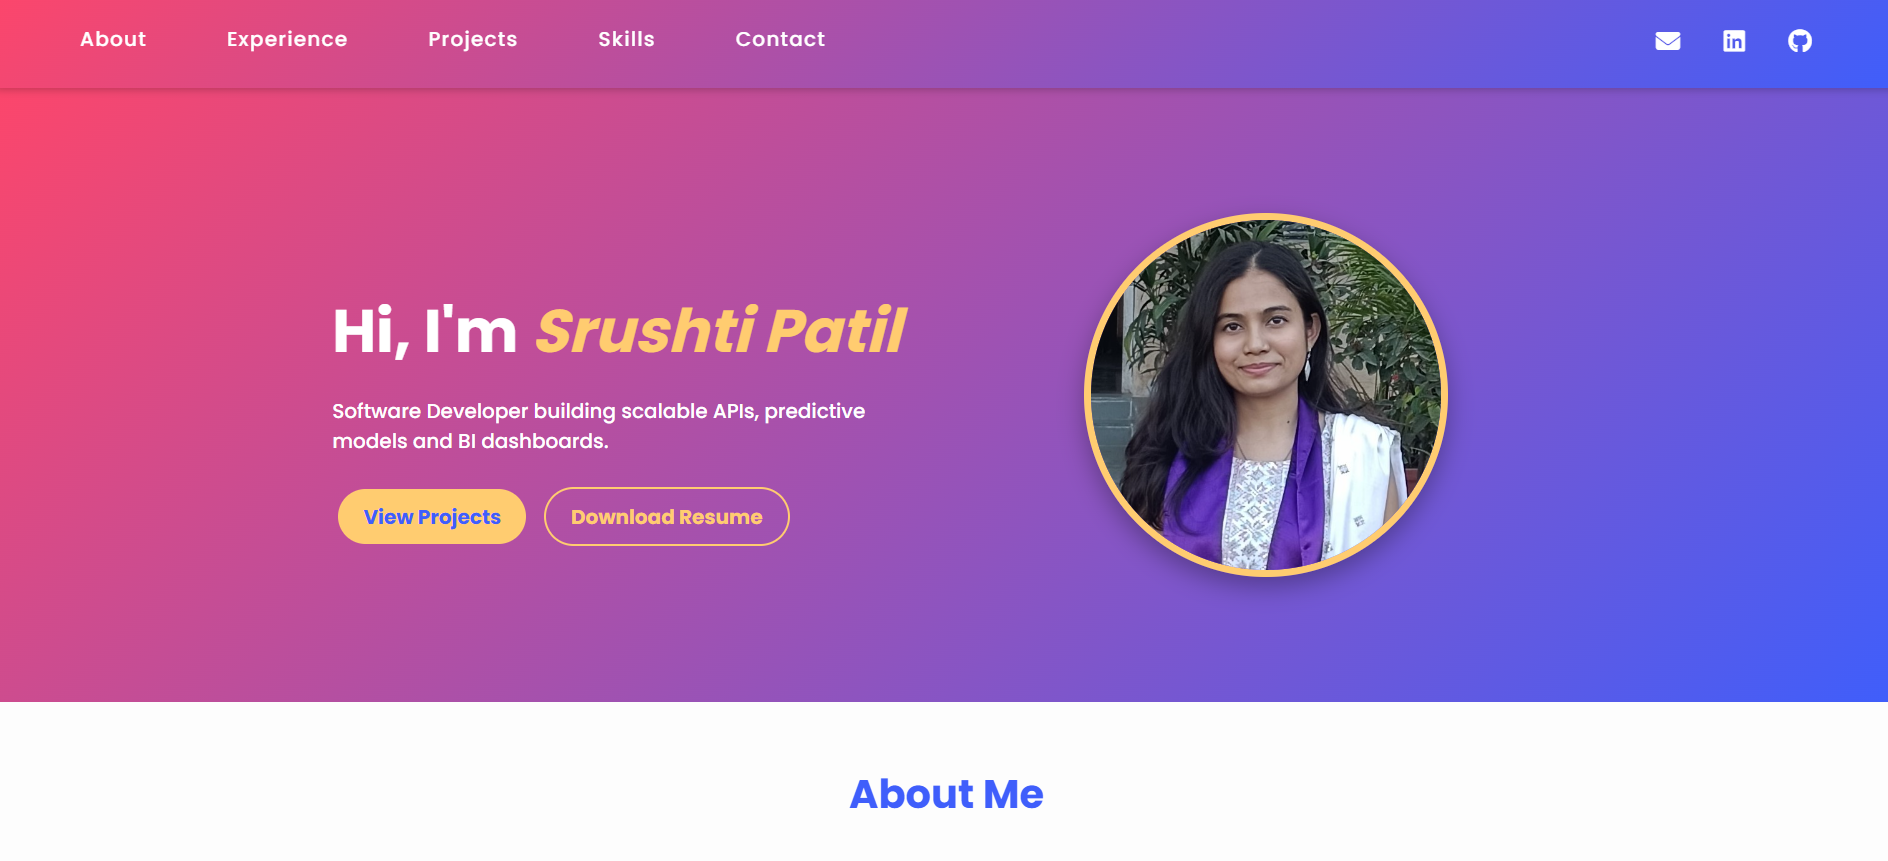 About Experience Projects Skills Contact
Hi, I'm Srushti Patil
Software Developer building scalable APIs, predictive
models and BI dashboards.
View Projects Download Resume
About Me